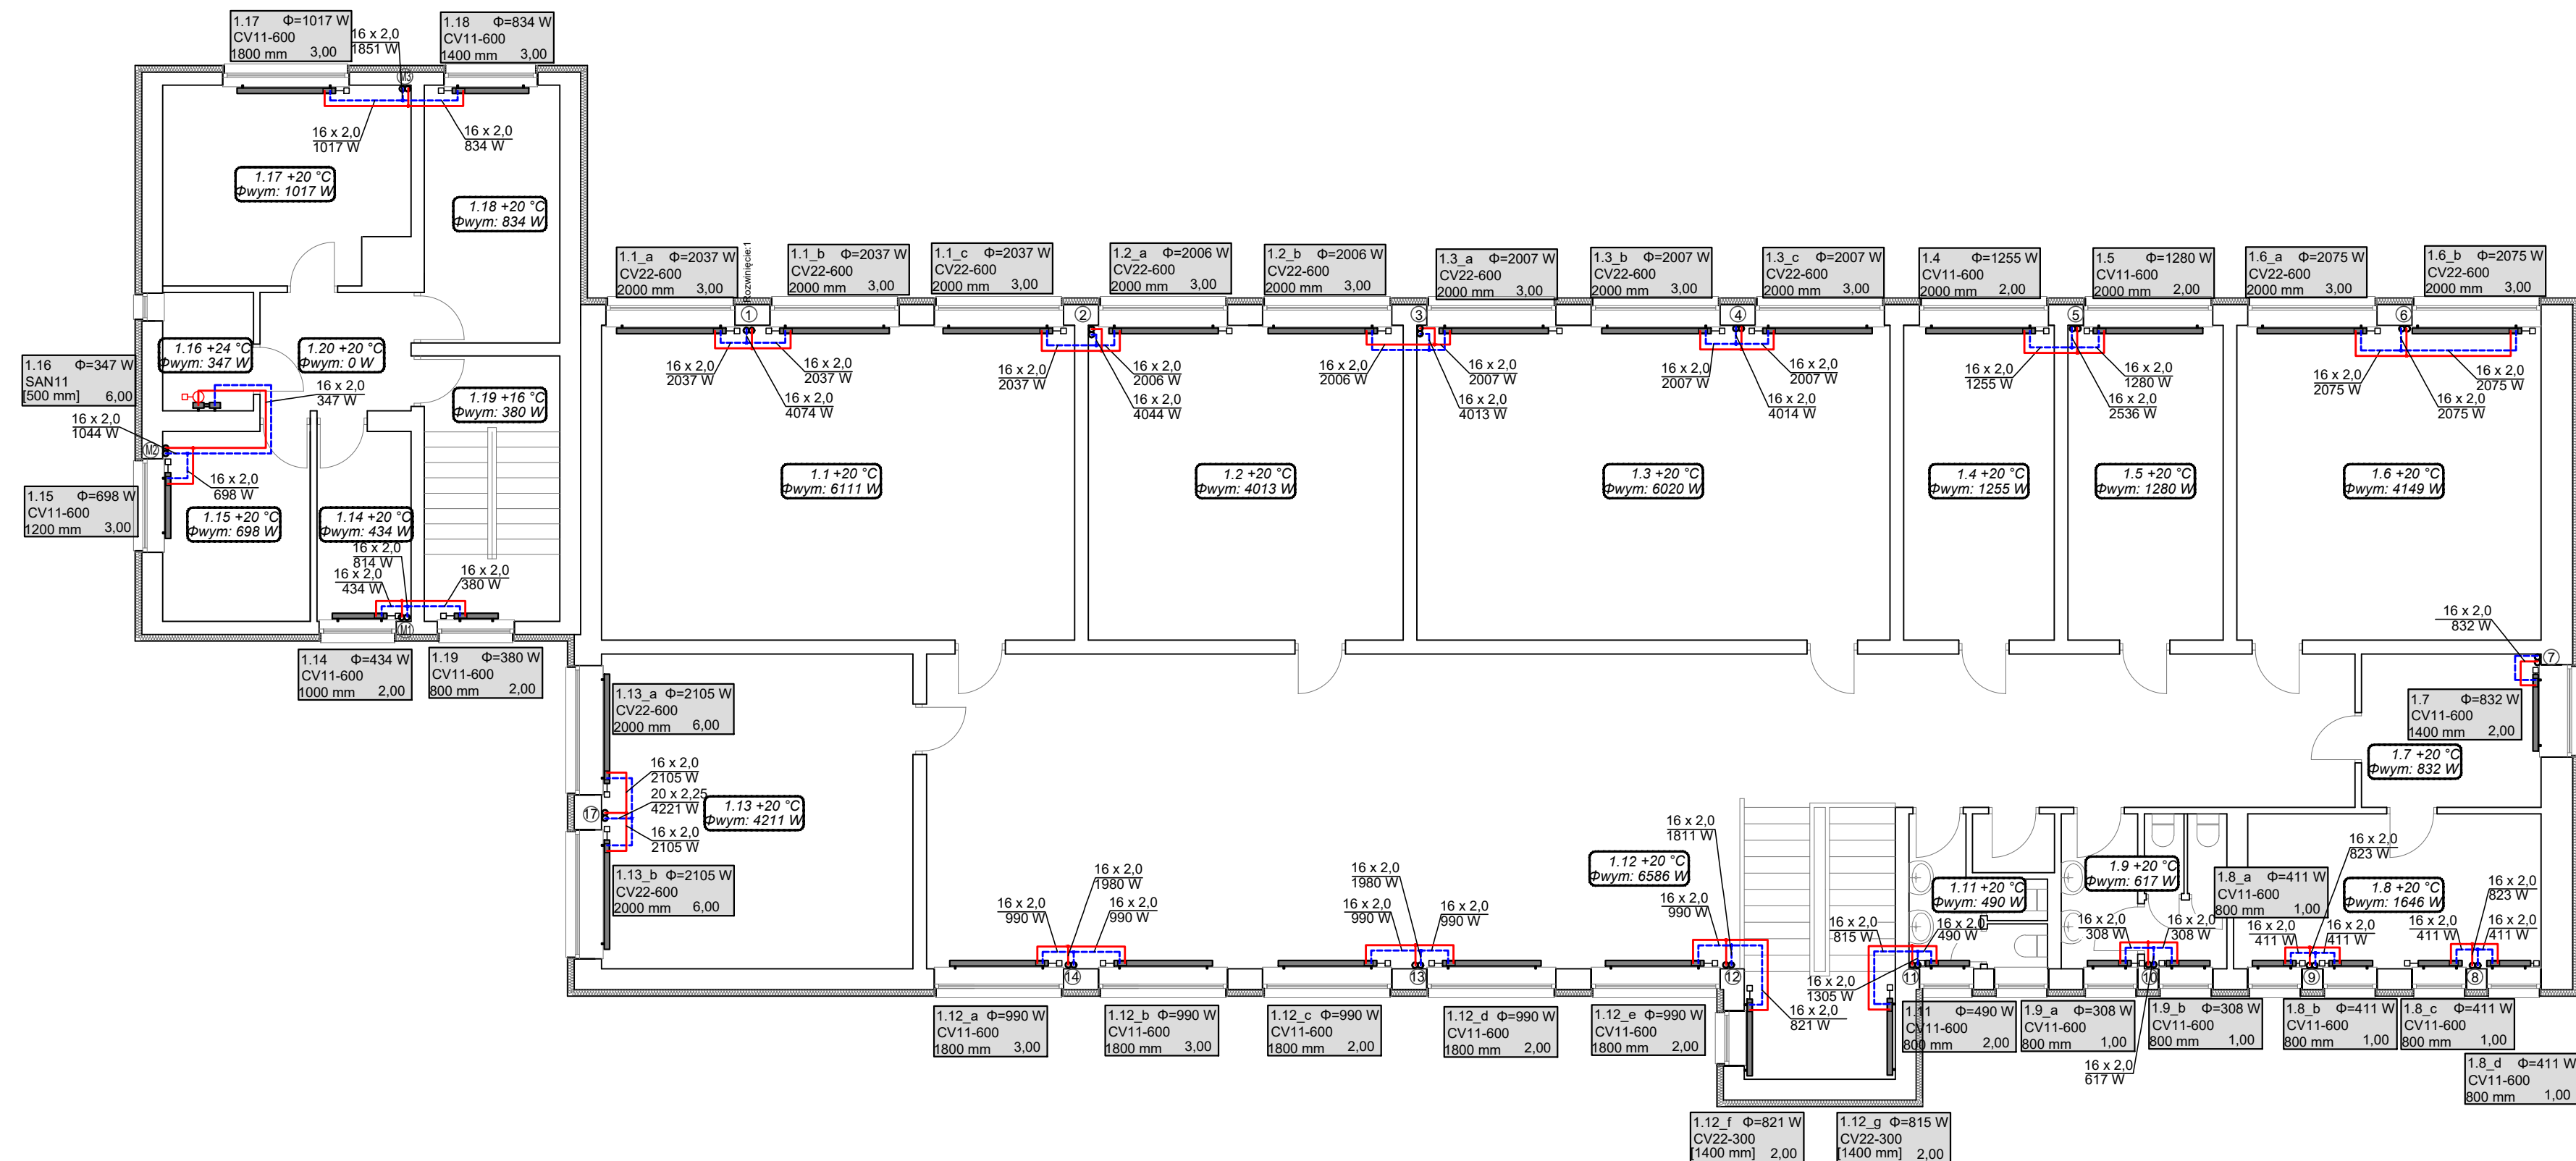 1.17 Φ=1017 W
CV11-600
1800 mm 3,00
16 x 2,0
1851 W
1.18 Φ=834 W
CV11-600
1400 mm 3,00
M3
16 x 2,0
1017 W
16 x 2,0
834 W
1.17 +20 °C
Φwym: 1017 W
1.18 +20 °C
Φwym: 834 W
1.16 +24 °C
Φwym: 347 W
1.20 +20 °C
Φwym: 0 W
1.16 Φ=347 W
SAN11
[500 mm] 6,00
16 x 2,0
347 W
1.19 +16 °C
Φwym: 380 W
16 x 2,0
1044 W
M2
16 x 2,0
698 W
1.15 Φ=698 W
CV11-600
1200 mm 3,00
1.15 +20 °C
Φwym: 698 W
1.14 +20 °C
Φwym: 434 W
16 x 2,0
814 W
16 x 2,0
434 W
16 x 2,0
380 W
M1
1.14 Φ=434 W
CV11-600
1000 mm 2,00
1.19 Φ=380 W
CV11-600
800 mm 2,00
1.1_a Φ=2037 W
CV22-600
2000 mm 3,00
Rozwinięcie:1
1.1_b Φ=2037 W
CV22-600
2000 mm 3,00
1.1_c Φ=2037 W
CV22-600
2000 mm 3,00
1.2_a Φ=2006 W
CV22-600
2000 mm 3,00
1.2_b Φ=2006 W
CV22-600
2000 mm 3,00
1.3_a Φ=2007 W
CV22-600
2000 mm 3,00
1.3_b Φ=2007 W
CV22-600
2000 mm 3,00
1.3_c Φ=2007 W
CV22-600
2000 mm 3,00
1.4 Φ=1255 W
CV11-600
2000 mm 2,00
1.5 Φ=1280 W
CV11-600
2000 mm 2,00
1.6_a Φ=2075 W
CV22-600
2000 mm 3,00
1.6_b Φ=2075 W
CV22-600
2000 mm 3,00
1
2
3
4
5
6
16 x 2,0
2037 W
16 x 2,0
2037 W
16 x 2,0
4074 W
16 x 2,0
2037 W
16 x 2,0
2006 W
16 x 2,0
4044 W
16 x 2,0
2006 W
16 x 2,0
2007 W
16 x 2,0
4013 W
16 x 2,0
2007 W
16 x 2,0
2007 W
16 x 2,0
4014 W
16 x 2,0
1255 W
16 x 2,0
1280 W
16 x 2,0
2536 W
16 x 2,0
2075 W
16 x 2,0
2075 W
16 x 2,0
2075 W
1.1 +20 °C
Φwym: 6111 W
1.2 +20 °C
Φwym: 4013 W
1.3 +20 °C
Φwym: 6020 W
1.4 +20 °C
Φwym: 1255 W
1.5 +20 °C
Φwym: 1280 W
1.6 +20 °C
Φwym: 4149 W
16 x 2,0
832 W
7
1.7 Φ=832 W
CV11-600
1400 mm 2,00
1.7 +20 °C
Φwym: 832 W
1.13_a Φ=2105 W
CV22-600
2000 mm 6,00
16 x 2,0
2105 W
20 x 2,25
4221 W
16 x 2,0
2105 W
17
1.13 +20 °C
Φwym: 4211 W
1.13_b Φ=2105 W
CV22-600
2000 mm 6,00
16 x 2,0
990 W
16 x 2,0
1980 W
16 x 2,0
990 W
14
16 x 2,0
1980 W
16 x 2,0
990 W
16 x 2,0
990 W
13
1.12 +20 °C
Φwym: 6586 W
16 x 2,0
1811 W
16 x 2,0
990 W
12
16 x 2,0
821 W
16 x 2,0
815 W
16 x 2,0
1305 W
16 x 2,0
490 W
11
1.11 +20 °C
Φwym: 490 W
1.9 +20 °C
Φwym: 617 W
16 x 2,0
308 W
16 x 2,0
308 W
10
1.8_a Φ=411 W
CV11-600
800 mm 1,00
16 x 2,0
823 W
1.8 +20 °C
Φwym: 1646 W
16 x 2,0
411 W
16 x 2,0
411 W
9
16 x 2,0
823 W
16 x 2,0
411 W
16 x 2,0
411 W
8
1.12_a Φ=990 W
CV11-600
1800 mm 3,00
1.12_b Φ=990 W
CV11-600
1800 mm 3,00
1.12_c Φ=990 W
CV11-600
1800 mm 2,00
1.12_d Φ=990 W
CV11-600
1800 mm 2,00
1.12_e Φ=990 W
CV11-600
1800 mm 2,00
1.11 Φ=490 W
CV11-600
800 mm 2,00
1.9_a Φ=308 W
CV11-600
800 mm 1,00
1.9_b Φ=308 W
CV11-600
800 mm 1,00
16 x 2,0
617 W
1.8_b Φ=411 W
CV11-600
800 mm 1,00
1.8_c Φ=411 W
CV11-600
800 mm 1,00
1.8_d Φ=411 W
CV11-600
800 mm 1,00
1.12_f Φ=821 W
CV22-300
[1400 mm] 2,00
1.12_g Φ=815 W
CV22-300
[1400 mm] 2,00